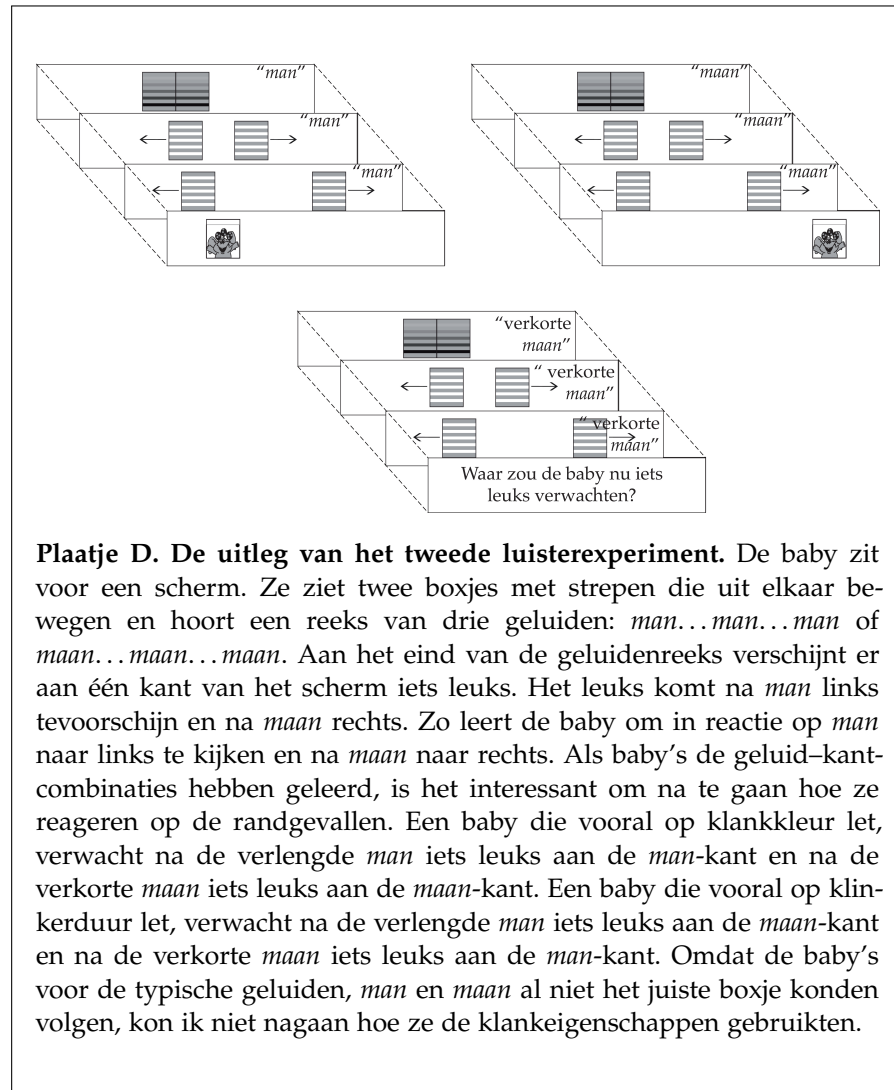 “man”
“man”
“man”
“maan”
“maan”
“maan”
“verkorte
maan”
“ verkorte
maan”
“ verkorte
maan”
Waar zou de baby nu iets
leuks verwachten?
Plaatje D. De uitleg van het tweede luisterexperiment. De baby zit
voor een scherm. Ze ziet twee boxjes met strepen die uit elkaar be-
wegen en hoort een reeks van drie geluiden: man...man...man of
maan...maan...maan. Aan het eind van de geluidenreeks verschijnt er
aan één kant van het scherm iets leuks. Het leuks komt na man links
tevoorschijn en na maan rechts. Zo leert de baby om in reactie op man
naar links te kijken en na maan naar rechts. Als baby’s de geluid–kant-
combinaties hebben geleerd, is het interessant om na te gaan hoe ze
reageren op de randgevallen. Een baby die vooral op klankkleur let,
verwacht na de verlengde man iets leuks aan de man-kant en na de
verkorte maan iets leuks aan de maan-kant. Een baby die vooral op klin-
kerduur let, verwacht na de verlengde man iets leuks aan de maan-kant
en na de verkorte maan iets leuks aan de man-kant. Omdat de baby’s
voor de typische geluiden, man en maan al niet het juiste boxje konden
volgen, kon ik niet nagaan hoe ze de klankeigenschappen gebruikten.